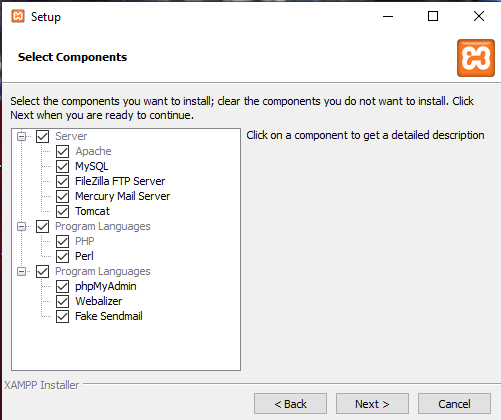 Setup
Select Components
Select the components you want to install; clear the components you do not want to install. Click
Next when you are ready to continue.
Server
Apache
MySQL
FileZilla FTP Server
Mercury Mail Server
Tomcat
Program Languages
PHP
Perl
Program Languages
phpMyAdmin
Webalizer
Fake Sendmail
Click on a component to get a detailed description
XAMPP Installer
< Back
Next >
Cancel